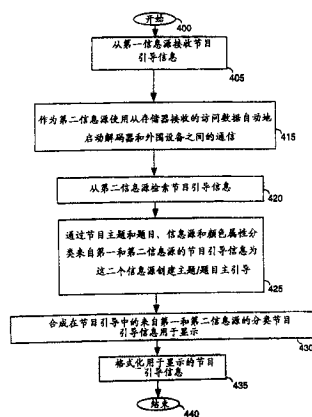 开始
400
从第一信息源接收节目
引导信息
405
作为第二信息源使用从存储器接收的访问数据自动地
启动解码器和外围设备之间的通信
415
从第二信息源检索节目引导信息
420
通过节目主题和题目、信息源和颜色属性分
类来自第一和第二信息源的节目引导信息为
这二个信息源创建主题/题目主引导
425
合成在节目引导中的来自第一和第二信息源的分类节目
引导信息用于显示
430
格式化用于显示的节目
引导信息
435
结束
440